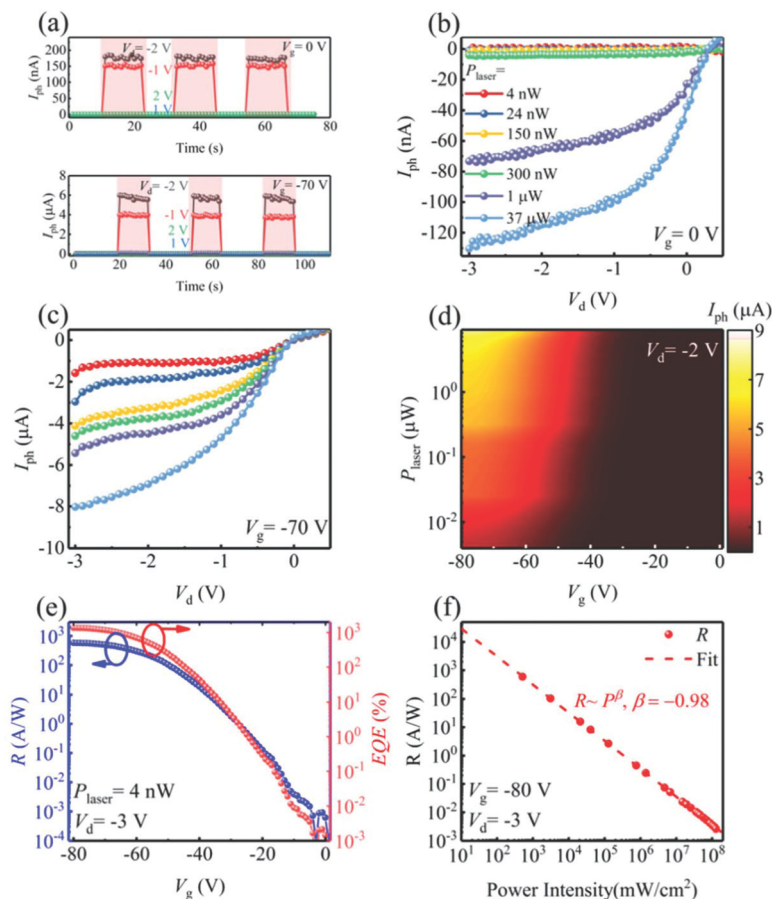 (a)
V_d= -2 V
V_g= 0 V
-1 V
2 V
1 V
I_ph (nA)
200
150
100
50
0
0 20 40 60 80
Time (s)
V_d= -2 V
V_g= -70 V
-1 V
2 V
1 V
I_ph (μA)
8
6
4
2
0
20 40 60 80 100
Time (s)
(b)
P_laser=
4 nW
24 nW
150 nW
300 nW
1 μW
37 μW
V_g= 0 V
I_ph (nA)
0
-20
-40
-60
-80
-100
-120
-3 -2 -1 0
V_d (V)
(c)
I_ph (μA)
-2
-4
-6
-8
-10
V_g= -70 V
-3 -2 -1 0
V_d (V)
(d)
I_ph (μA)
V_d= -2 V
9
7
5
3
1
P_laser (μW)
10^0
10^-1
10^-2
-80 -60 -40 -20 0
V_g (V)
(e)
R (A/W)
10^3
10^2
10^1
10^0
10^-1
10^-2
10^-3
10^-4
P_laser= 4 nW
V_d= -3 V
EQE (%)
10^3
10^2
10^1
10^0
10^-1
10^-2
10^-3
-80 -60 -40 -20 0
V_g (V)
(f)
R
Fit
R~ P^β, β = −0.98
R (A/W)
10^4
10^3
10^2
10^1
10^0
10^-1
10^-2
10^-3
V_g= -80 V
V_d= -3 V
10^1 10^2 10^3 10^4 10^5 10^6 10^7 10^8
Power Intensity(mW/cm^2)